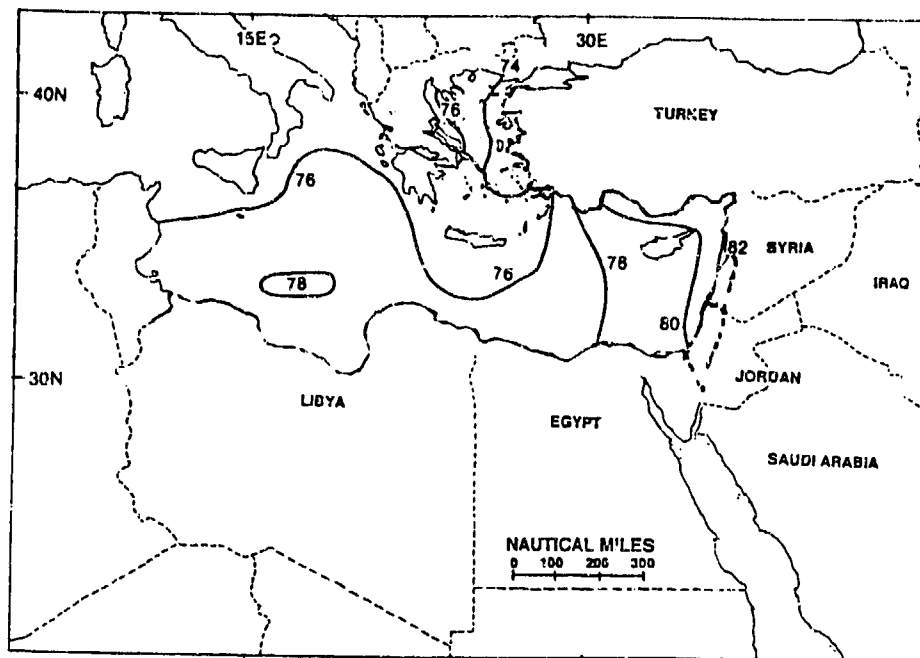 15E
30E
74
40N
76
TURKEY
76
82
SYRIA
76
78
78
IRAQ
80
30N
JORDAN
LIBYA
EGYPT
SAUDI ARABIA
NAUTICAL MILES
0 100 200 300